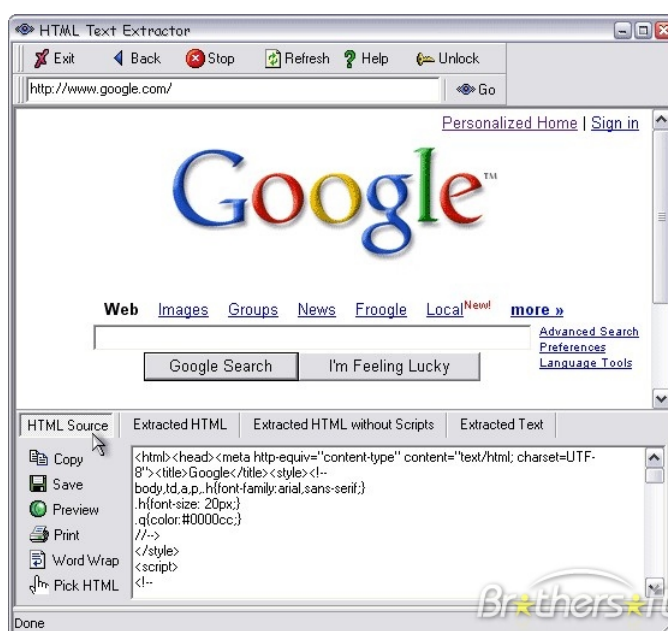 HTML Text Extractor
Exit Back Stop Refresh Help Unlock
http://www.google.com/ Go
Personalized Home | Sign in
Google™
Web Images Groups News Froogle Local New! more »
Advanced Search
Preferences
Language Tools
Google Search I'm Feeling Lucky
HTML Source Extracted HTML Extracted HTML without Scripts Extracted Text
Copy
Save
Preview
Print
Word Wrap
Pick HTML
<html><head><meta http-equiv="content-type" content="text/html; charset=UTF-
8"><title>Google</title><style><!--
body,td,a,p,.h{font-family:arial,sans-serif;}
.h{font-size: 20px;}
.q{color:#0000cc;}
//-->
</style>
<script>
<!--
Done